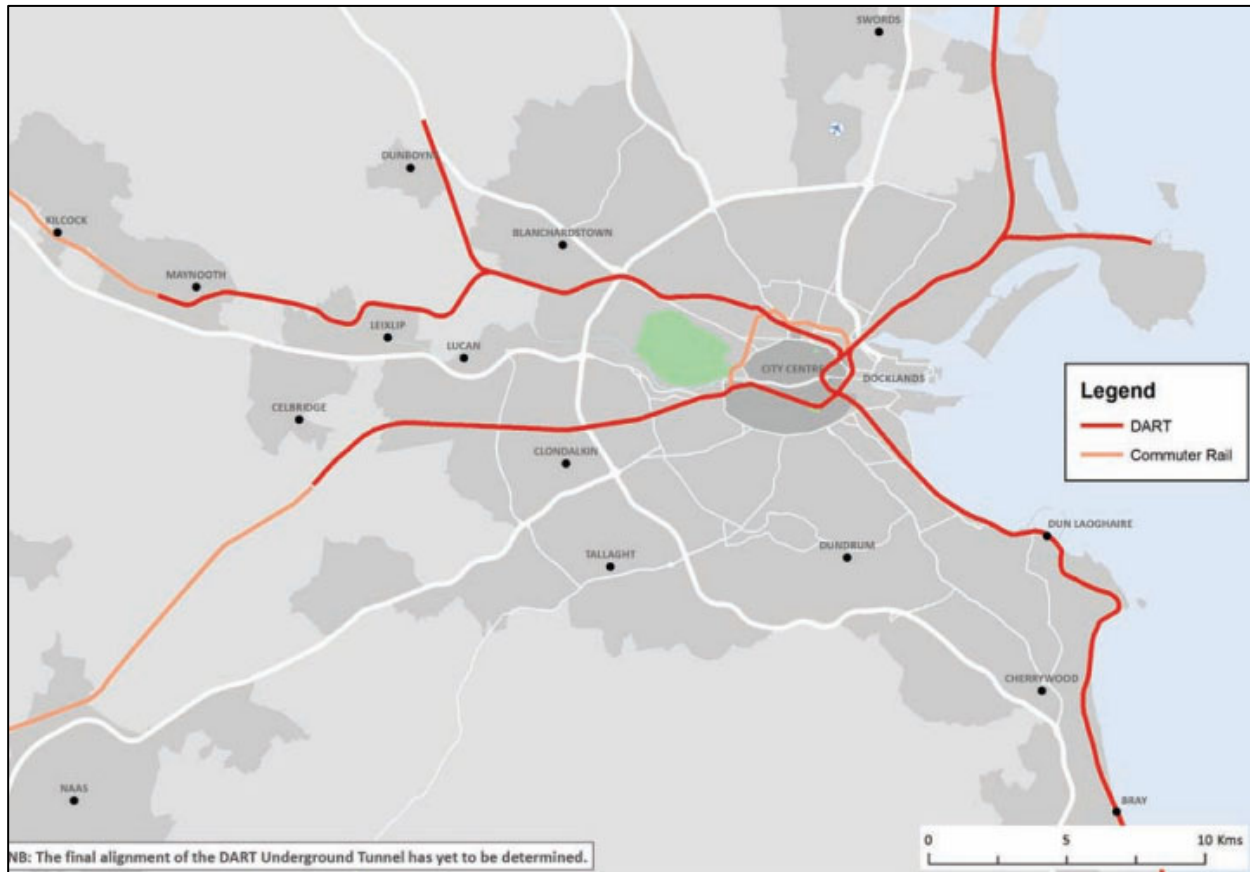 SWORDS
DUNBOYNE
KILCOCK
BLANCHARDSTOWN
MAYNOOTH
LEIXLIP
LUCAN
CITY CENTRE
DOCKLANDS
CELBRIDGE
CLONDALKIN
Legend
DART
Commuter Rail
DUN LAOGHAIRE
TALLAGHT
DUNDRUM
CHERRYWOOD
NAAS
BRAY
0 5 10 Kms
NB: The final alignment of the DART Underground Tunnel has yet to be determined.